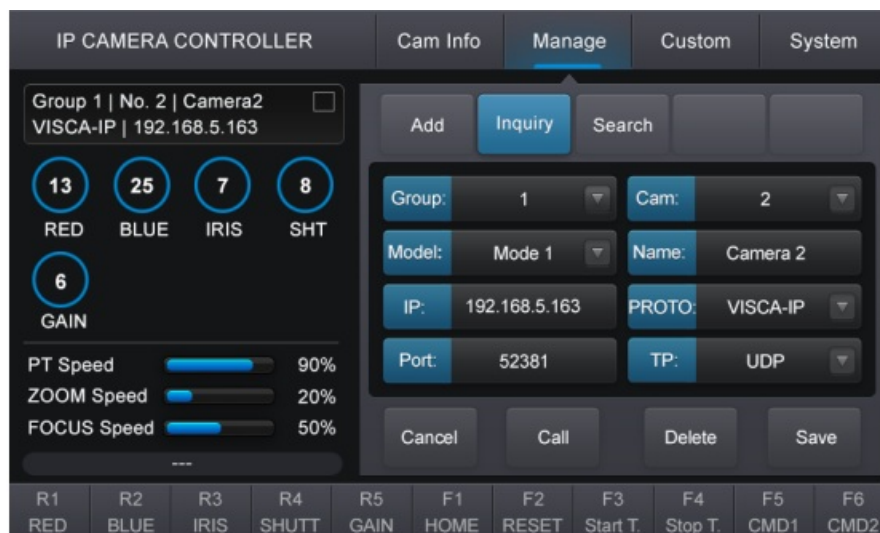 IP CAMERA CONTROLLER
Cam Info
Manage
Custom
System
Group 1 | No. 2 | Camera2
VISCA-IP | 192.168.5.163
13
25
7
8
RED
BLUE
IRIS
SHT
6
GAIN
PT Speed 90%
ZOOM Speed 20%
FOCUS Speed 50%
---
Add
Inquiry
Search
Group: 1
Cam: 2
Model: Mode 1
Name: Camera 2
IP: 192.168.5.163
PROTO: VISCA-IP
Port: 52381
TP: UDP
Cancel
Call
Delete
Save
R1 R2 R3 R4 R5 F1 F2 F3 F4 F5 F6
RED BLUE IRIS SHUTT GAIN HOME RESET Start T. Stop T. CMD1 CMD2